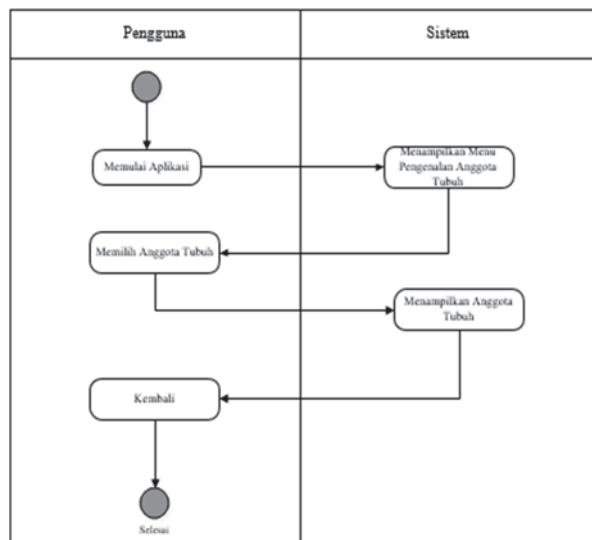 Pengguna
Sistem
Memulai Aplikasi
Menampilkan Menu
Pengenalan Anggota
Tubuh
Memilih Anggota Tubuh
Menampilkan Anggota
Tubuh
Kembali
Selesai